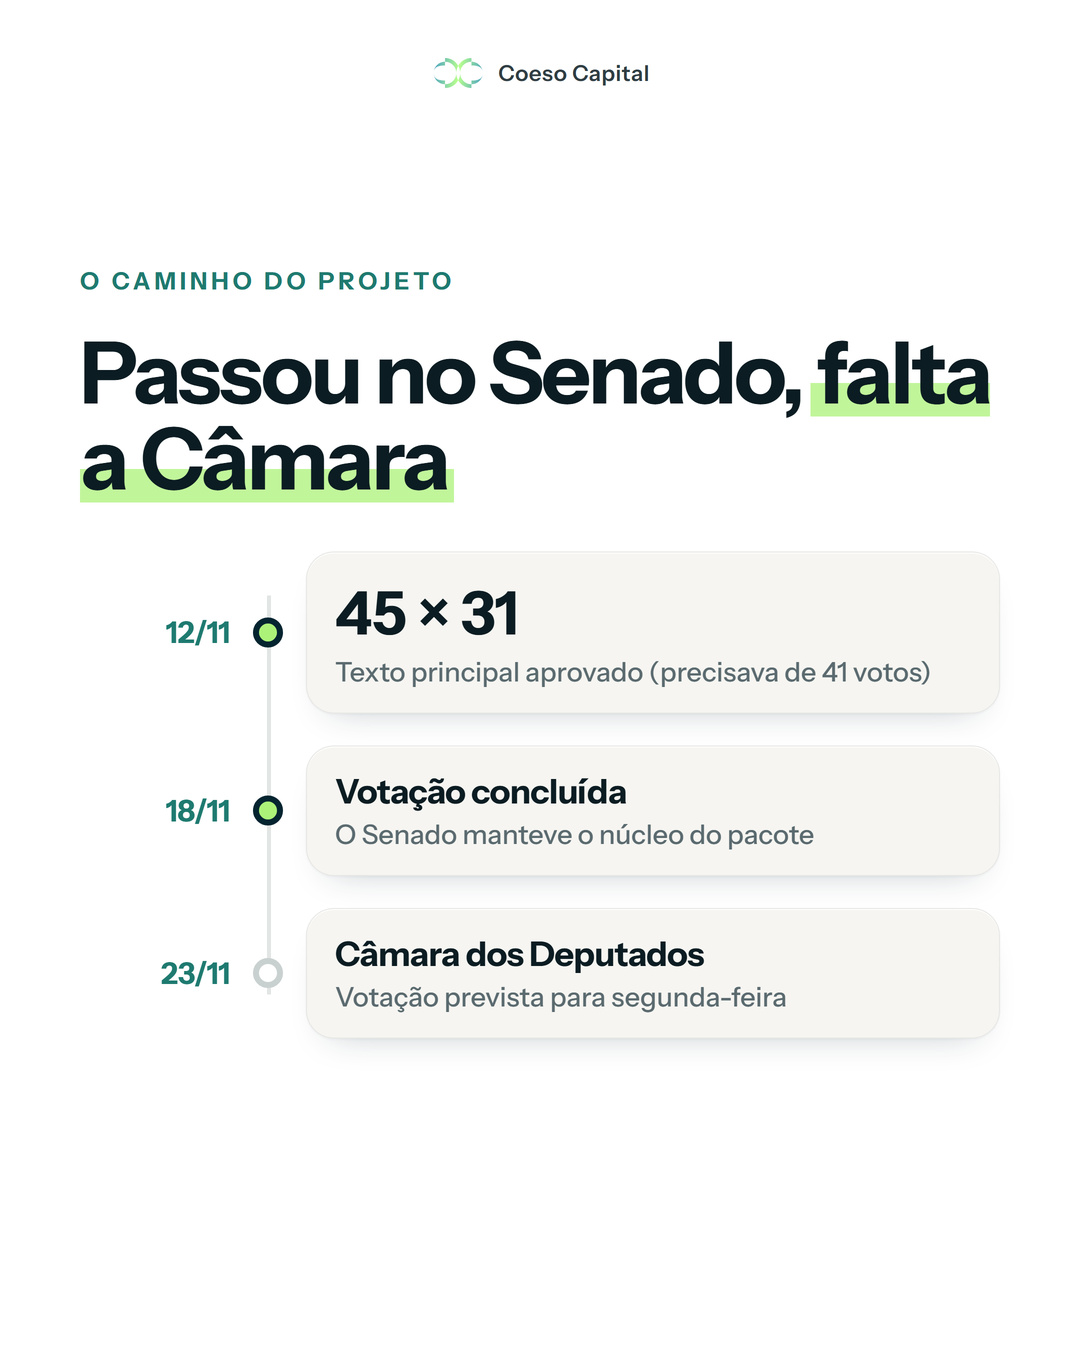 Coeso Capital
O CAMINHO DO PROJETO
Passou no Senado, falta
a Câmara
12/11
45 × 31
Texto principal aprovado (precisava de 41 votos)
18/11
Votação concluída
O Senado manteve o núcleo do pacote
23/11
Câmara dos Deputados
Votação prevista para segunda-feira